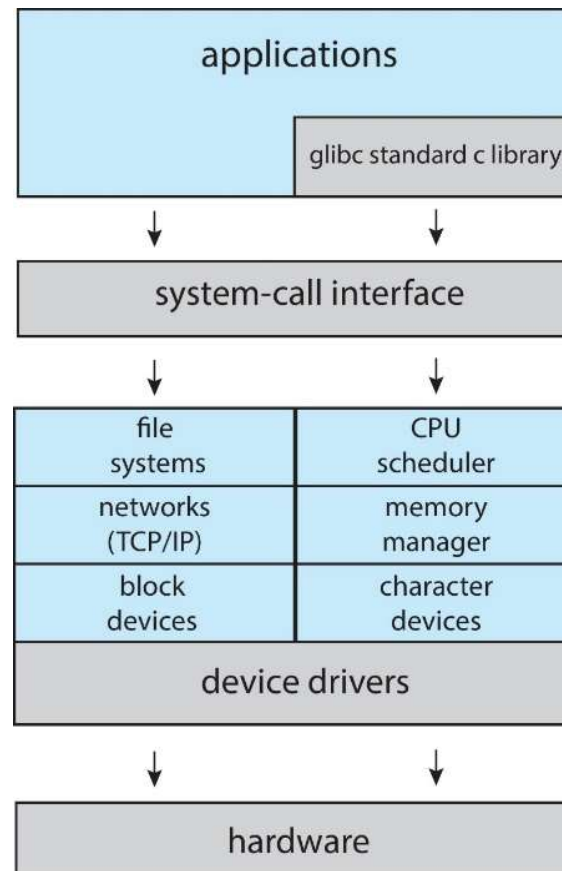 applications
glibc standard c library
system-call interface
file
systems
CPU
scheduler
networks
(TCP/IP)
memory
manager
block
devices
character
devices
device drivers
hardware